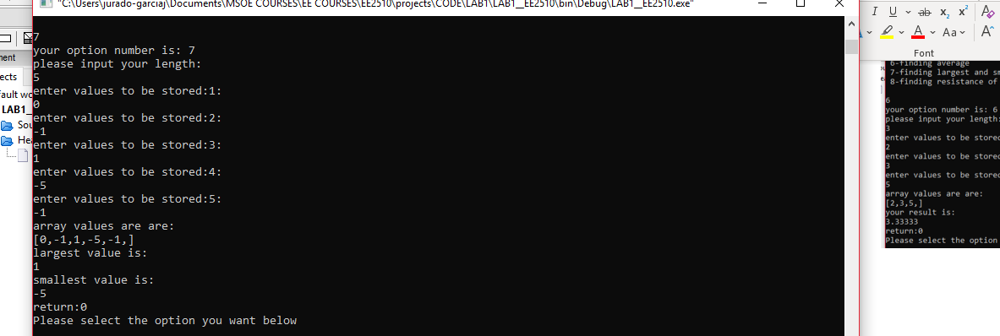 "C:\Users\jurado-garciaj\Documents\MSOE COURSES\EE COURSES\EE2510\projects\CODE\LAB1\LAB1__EE2510\bin\Debug\LAB1__EE2510.exe"
7
your option number is: 7
please input your length:
5
enter values to be stored:1:
0
enter values to be stored:2:
-1
enter values to be stored:3:
1
enter values to be stored:4:
-5
enter values to be stored:5:
-1
array values are are:
[0,-1,1,-5,-1,]
largest value is:
1
smallest value is:
-5
return:0
Please select the option you want below
ment
ects
fault wo
LAB1_
Sou
Hea
I U ab x₂ x² A
A Aa A
Font
6-finding average
7-finding largest and sm
8-finding resistance of
6
your option number is: 6
please input your length:
3
enter values to be stored
2
enter values to be stored
3
enter values to be stored
5
array values are are:
[2,3,5,]
your result is:
3.33333
return:0
Please select the option